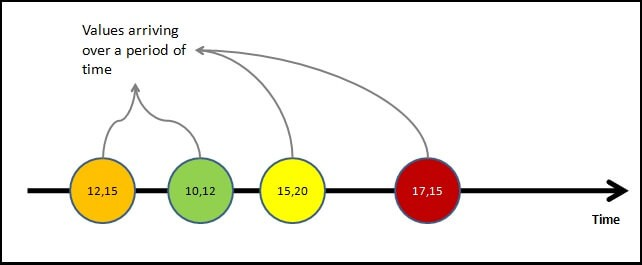 Values arriving
over a period of
time
12,15
10,12
15,20
17,15
Time